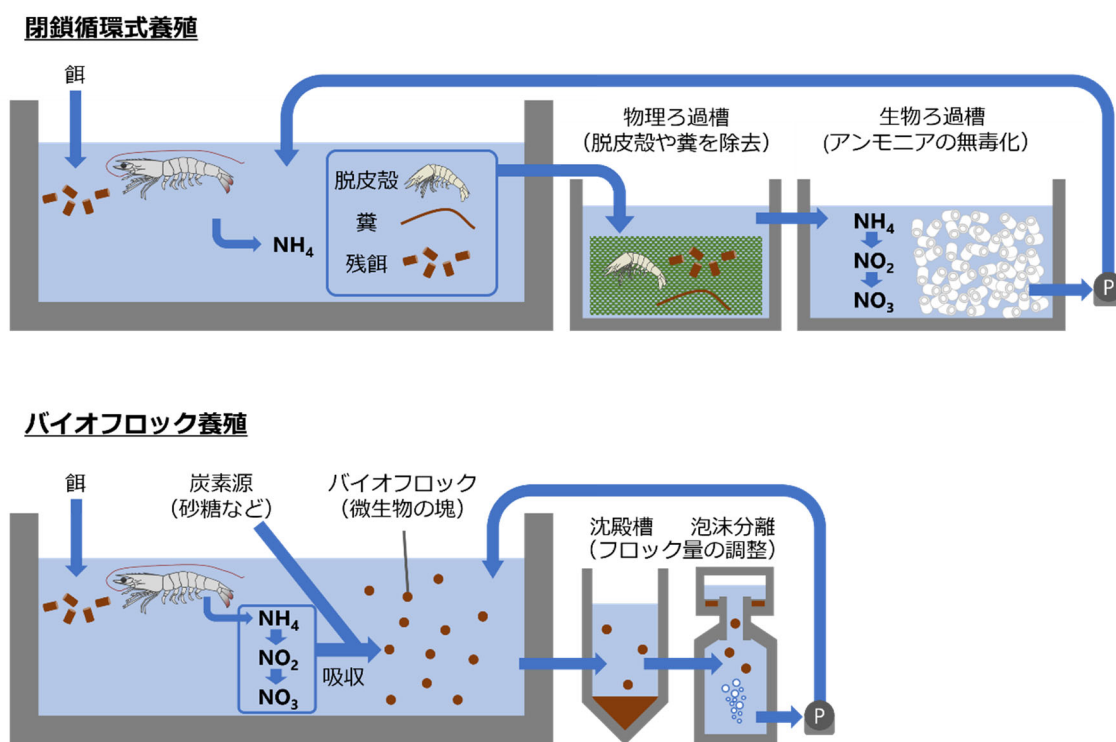 閉鎖循環式養殖
餌
物理ろ過槽
(脱皮殻や糞を除去)
生物ろ過槽
(アンモニアの無毒化)
脱皮殻
糞
残餌
NH4
NH4
NO2
NO3
P
バイオフロック養殖
餌
炭素源
(砂糖など)
バイオフロック
(微生物の塊)
沈殿槽 泡沫分離
(フロック量の調整)
NH4
NO2
NO3
吸収
P